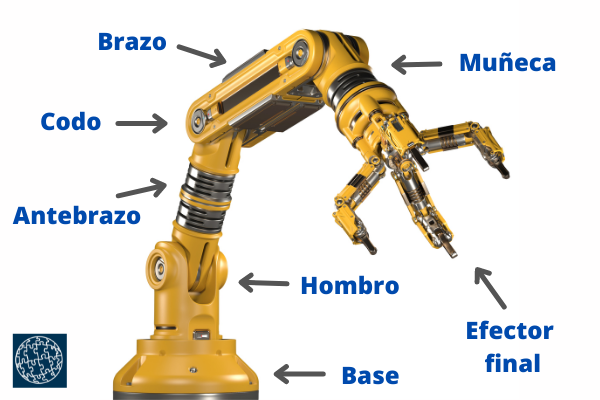 Brazo
Muñeca
Codo
Antebrazo
Hombro
Efector
final
Base